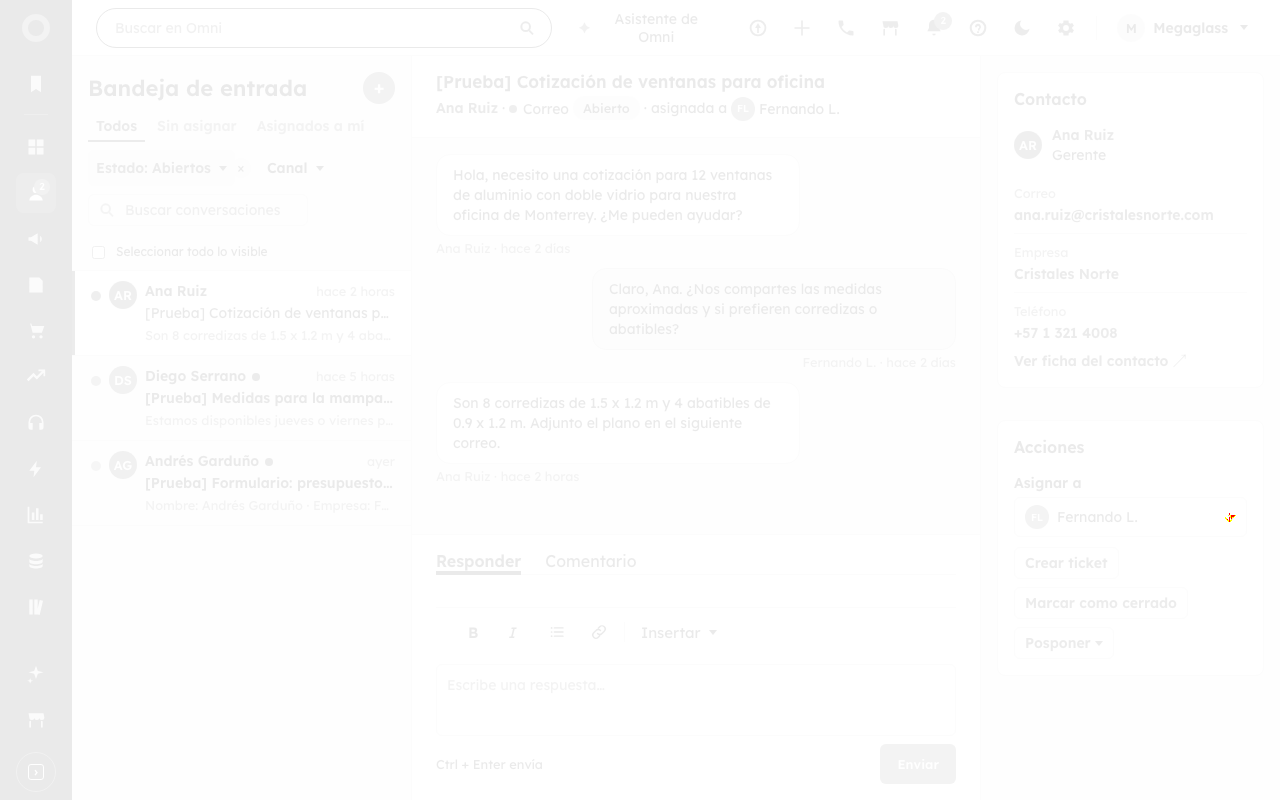 Buscar en Omni
Asistente de
Omni
2
M
Megaglass
2
Bandeja de entrada
Todos
Sin asignar
Asignados a mí
Estado: Abiertos
×
Canal
Buscar conversaciones
Seleccionar todo lo visible
AR
Ana Ruiz
hace 2 horas
[Prueba] Cotización de ventanas p...
Son 8 corredizas de 1.5 x 1.2 m y 4 aba...
DS
Diego Serrano
hace 5 horas
[Prueba] Medidas para la mampa...
Estamos disponibles jueves o viernes p...
AG
Andrés Garduño
ayer
[Prueba] Formulario: presupuesto...
Nombre: Andrés Garduño · Empresa: F...
[Prueba] Cotización de ventanas para oficina
Ana Ruiz · Correo Abierto · asignada a FL Fernando L.
Hola, necesito una cotización para 12 ventanas
de aluminio con doble vidrio para nuestra
oficina de Monterrey. ¿Me pueden ayudar?
Ana Ruiz · hace 2 días
Claro, Ana. ¿Nos compartes las medidas
aproximadas y si prefieren corredizas o
abatibles?
Fernando L. · hace 2 días
Son 8 corredizas de 1.5 x 1.2 m y 4 abatibles de
0.9 x 1.2 m. Adjunto el plano en el siguiente
correo.
Ana Ruiz · hace 2 horas
Responder
Comentario
B
I
Insertar
Escribe una respuesta...
Ctrl + Enter envía
Enviar
Contacto
AR
Ana Ruiz
Gerente
Correo
ana.ruiz@cristalesnorte.com
Empresa
Cristales Norte
Teléfono
+57 1 321 4008
Ver ficha del contacto
Acciones
Asignar a
FL
Fernando L.
Crear ticket
Marcar como cerrado
Posponer